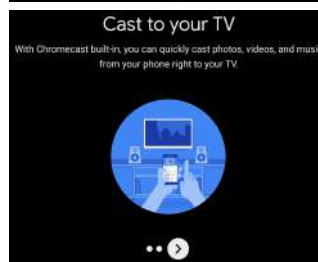 Cast to your TV
With Chromecast built-in, you can quickly cast photos, videos, and musi
from your phone right to your TV.